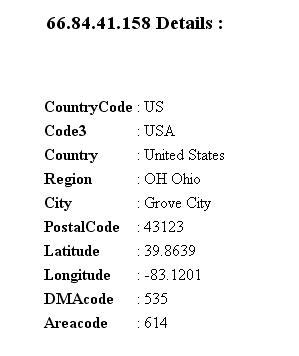 66.84.41.158 Details :
CountryCode : US
Code3 : USA
Country : United States
Region : OH Ohio
City : Grove City
PostalCode : 43123
Latitude : 39.8639
Longitude : -83.1201
DMAcode : 535
Areacode : 614